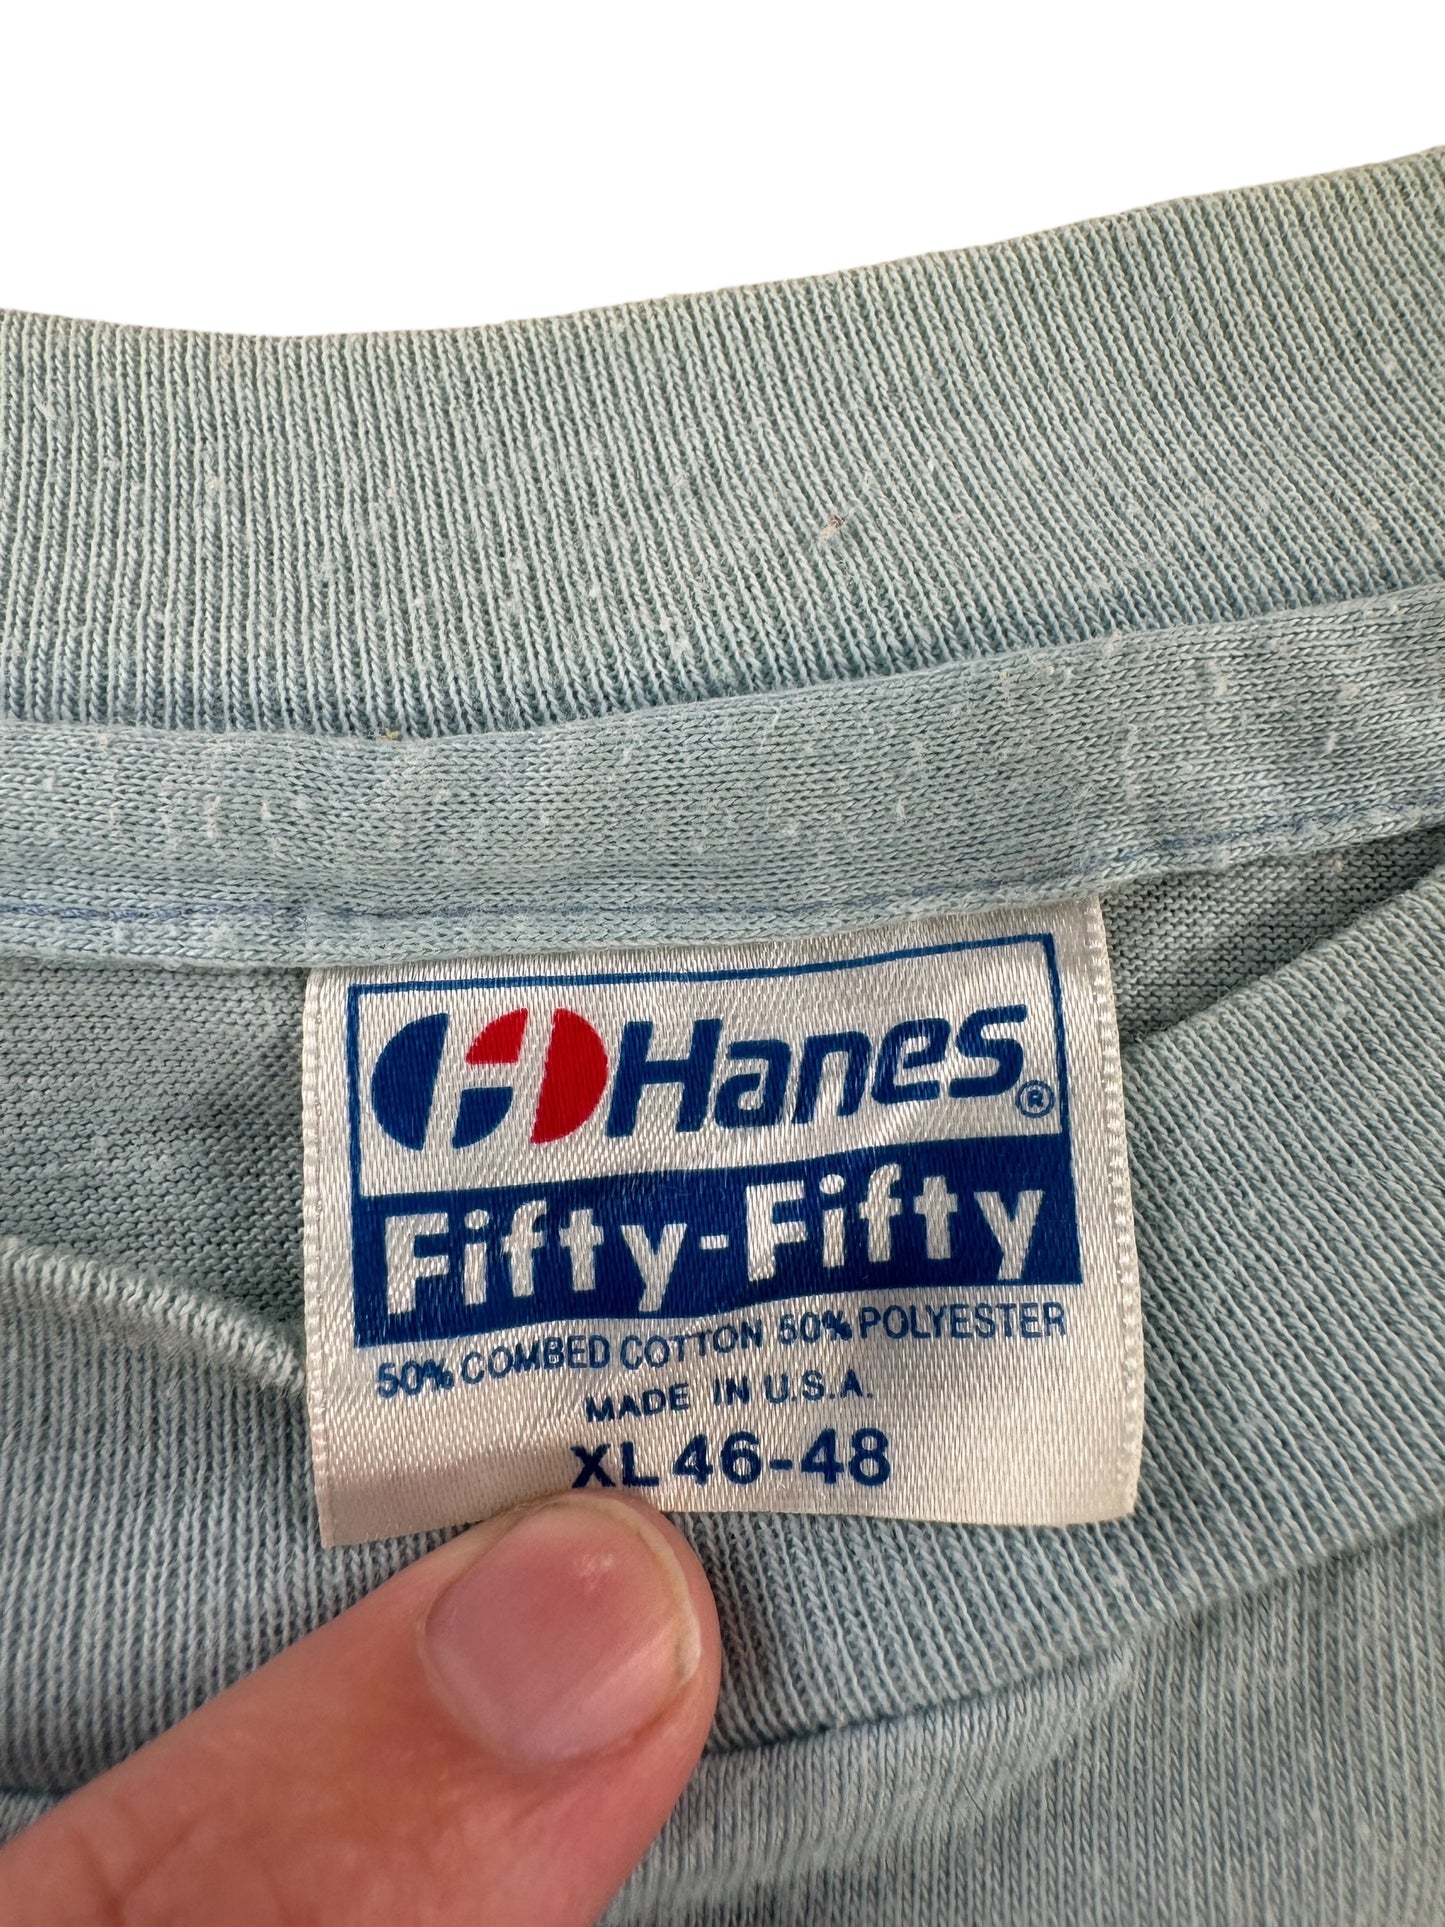 Hanes®
Fifty-Fifty
50% COMBED COTTON 50% POLYESTER
MADE IN U.S.A.
XL 46-48